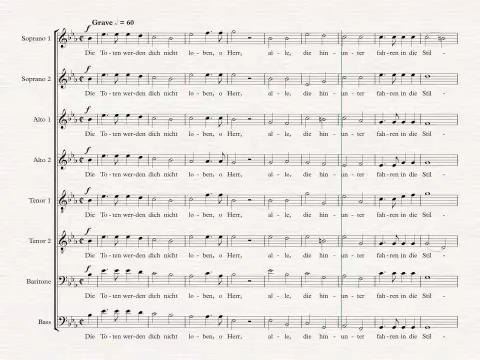 Grave ♩ = 60
Soprano 1
f
Die To - ten wer-den dich nicht lo - ben, o Herr, al - le, die hin - un - ter fah - ren in die Stil -
Soprano 2
f
Die To - ten wer-den dich nicht lo - ben, o Herr, al - le, die hin - un - ter fah - ren in die Stil -
Alto 1
f
Die To - ten wer-den dich nicht lo - ben, o Herr, al - le, die hin - un - ter fah - ren in die Stil -
Alto 2
f
Die To - ten wer-den dich nicht lo - ben, o Herr, al - le, die hin - un - ter fah - ren in die Stil -
Tenor 1
f
Die To - ten wer-den dich nicht lo - ben, o Herr, al - le, die hin - un - ter fah - ren in die Stil -
Tenor 2
f
Die To - ten wer-den dich nicht lo - ben, o Herr, al - le, die hin - un - ter fah - ren in die Stil -
Baritone
f
Die To - ten wer-den dich nicht lo - ben, o Herr, al - le, die hin - un - ter fah - ren in die Stil -
Bass
f
Die To - ten wer-den dich nicht lo - ben, o Herr, al - le, die hin - un - ter fah - ren in die Stil -